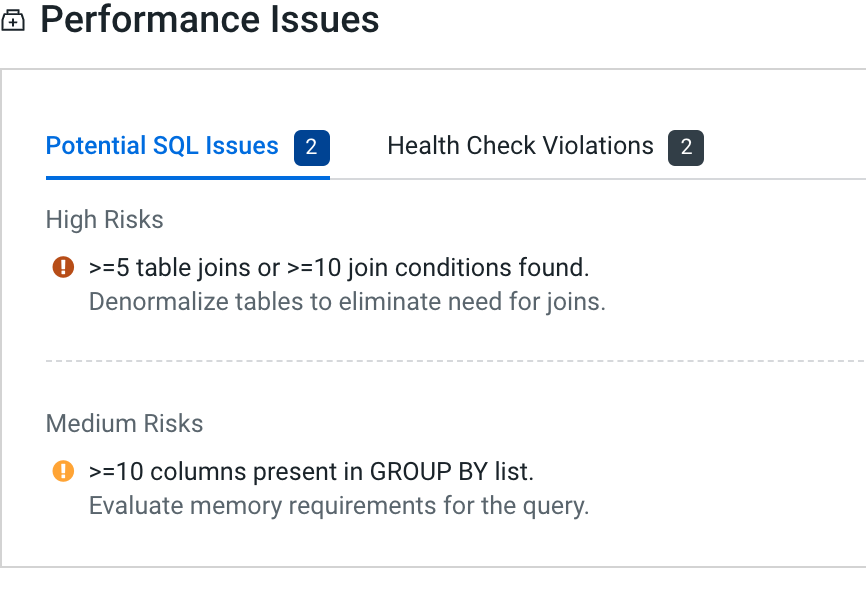 Performance Issues
Potential SQL Issues 2 Health Check Violations 2
High Risks
>=5 table joins or >=10 join conditions found.
Denormalize tables to eliminate need for joins.
Medium Risks
>=10 columns present in GROUP BY list.
Evaluate memory requirements for the query.